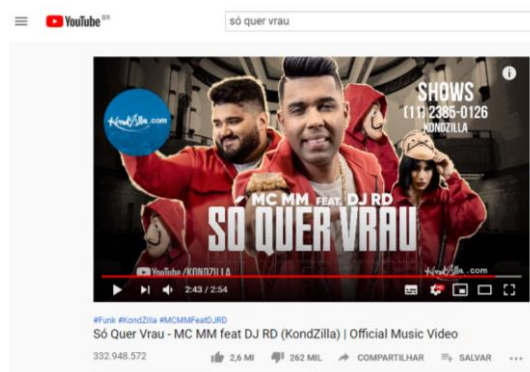 YouTube BR
só quer vrau
KondZilla.com
SHOWS
(11) 2385-0126
KONDZILLA
MC MM FEAT. DJ RD
SÓ QUER VRAU
YouTube /KONDZILLA
KondZilla.com
2:43 / 2:54
#Funk #KondZilla #MCMMFeatDJRD
Só Quer Vrau - MC MM feat DJ RD (KondZilla) | Official Music Video
332.948.572 2,6 MI 262 MIL COMPARTILHAR SALVAR